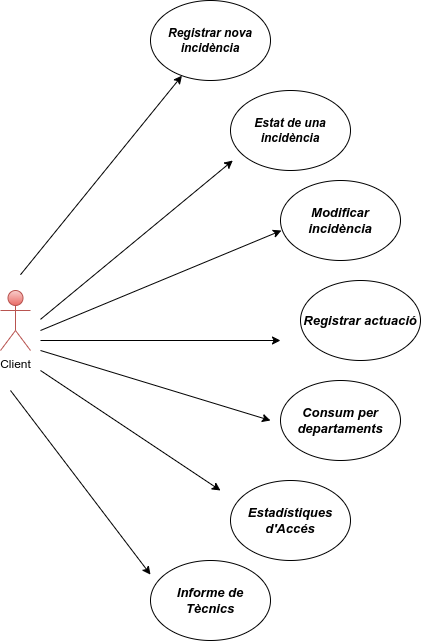 Registrar nova
incidència
Estat de una
incidència
Modificar
incidència
Client
Registrar actuació
Consum per
departaments
Estadístiques
d'Accés
Informe de
Tècnics